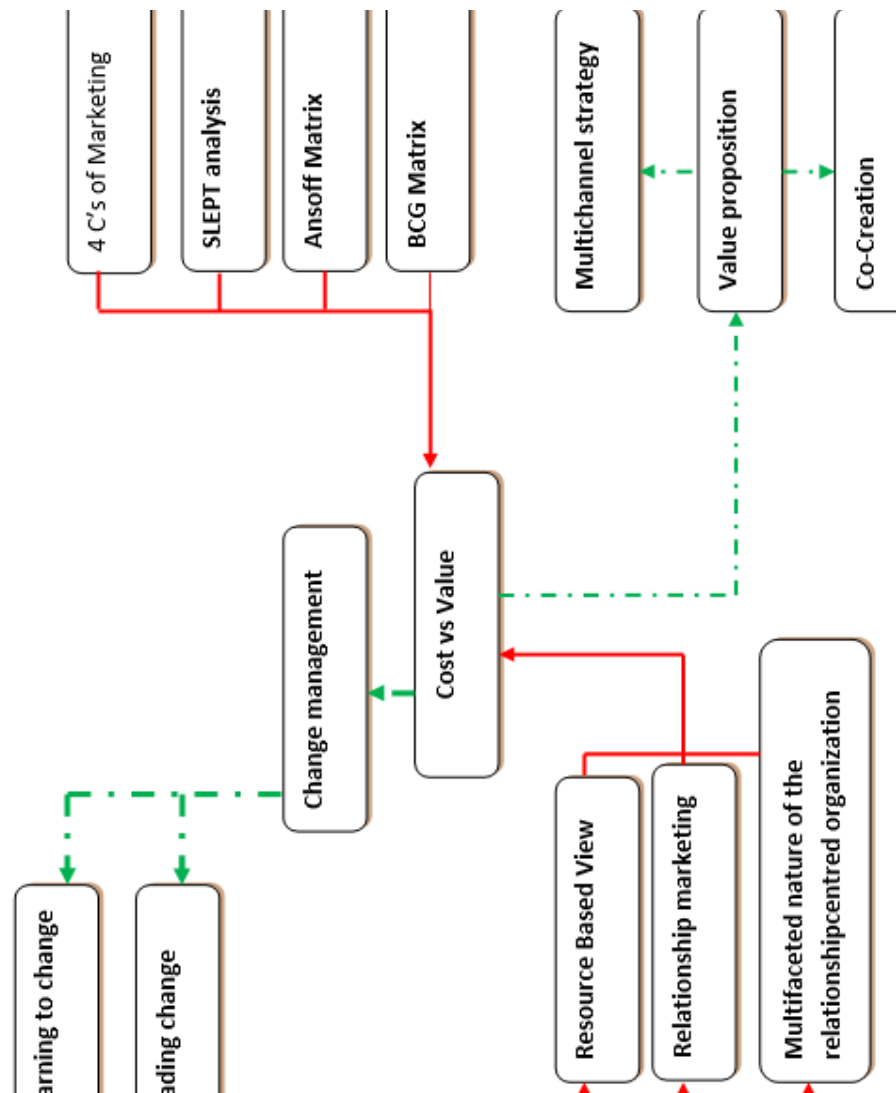 4 C's of Marketing
SLEPT analysis
Ansoff Matrix
BCG Matrix
Multichannel strategy
Value proposition
Co-Creation
Change management
Cost vs Value
arning to change
ading change
Resource Based View
Relationship marketing
Multifaceted nature of the
relationshipcentred organization